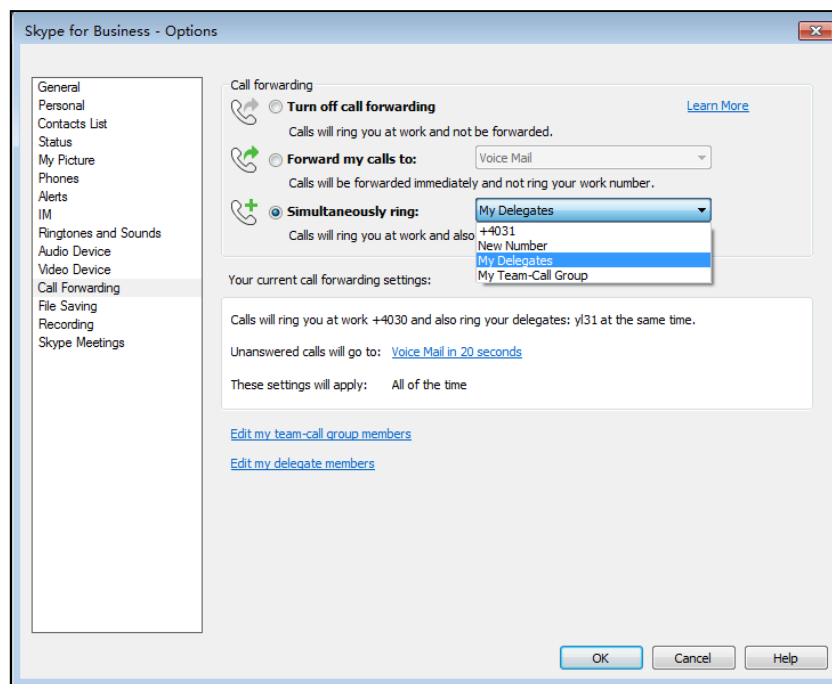 Skype for Business - Options
General
Personal
Contacts List
Status
My Picture
Phones
Alerts
IM
Ringtones and Sounds
Audio Device
Video Device
Call Forwarding
File Saving
Recording
Skype Meetings
Call forwarding
Turn off call forwarding
Learn More
Calls will ring you at work and not be forwarded.
Forward my calls to:
Voice Mail
Calls will be forwarded immediately and not ring your work number.
Simultaneously ring:
My Delegates
Calls will ring you at work and also
+4031
New Number
My Delegates
My Team-Call Group
Your current call forwarding settings:
Calls will ring you at work +4030 and also ring your delegates: yl31 at the same time.
Unanswered calls will go to: Voice Mail in 20 seconds
These settings will apply: All of the time
Edit my team-call group members
Edit my delegate members
OK
Cancel
Help